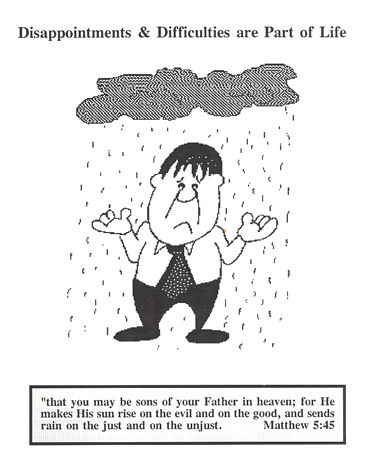 Disappointments & Difficulties are Part of Life
"that you may be sons of your Father in heaven; for He
makes His sun rise on the evil and on the good, and sends
rain on the just and on the unjust. Matthew 5:45